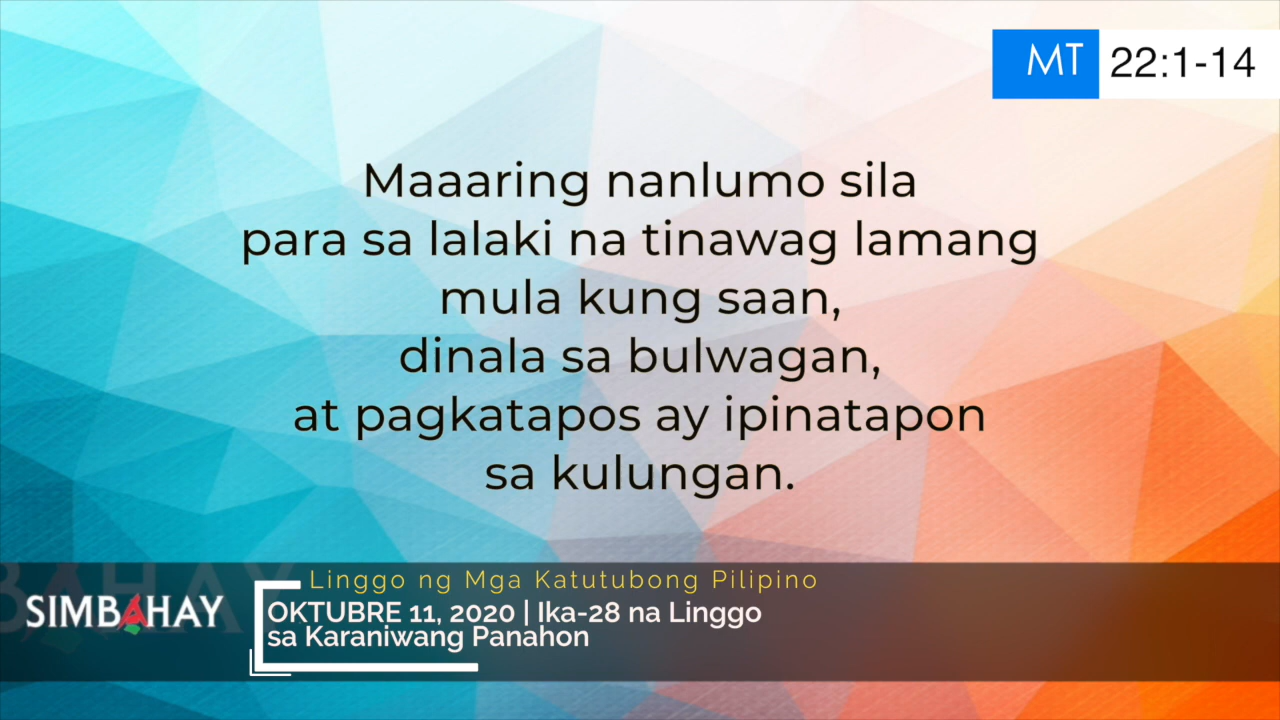 MT 22:1-14
Maaaring nanlumo sila
para sa lalaki na tinawag lamang
mula kung saan,
dinala sa bulwagan,
at pagkatapos ay ipinatapon
sa kulungan.
Linggo ng Mga Katutubong Pilipino
SIMBAHAY
OKTUBRE 11, 2020 | Ika-28 na Linggo
sa Karaniwang Panahon